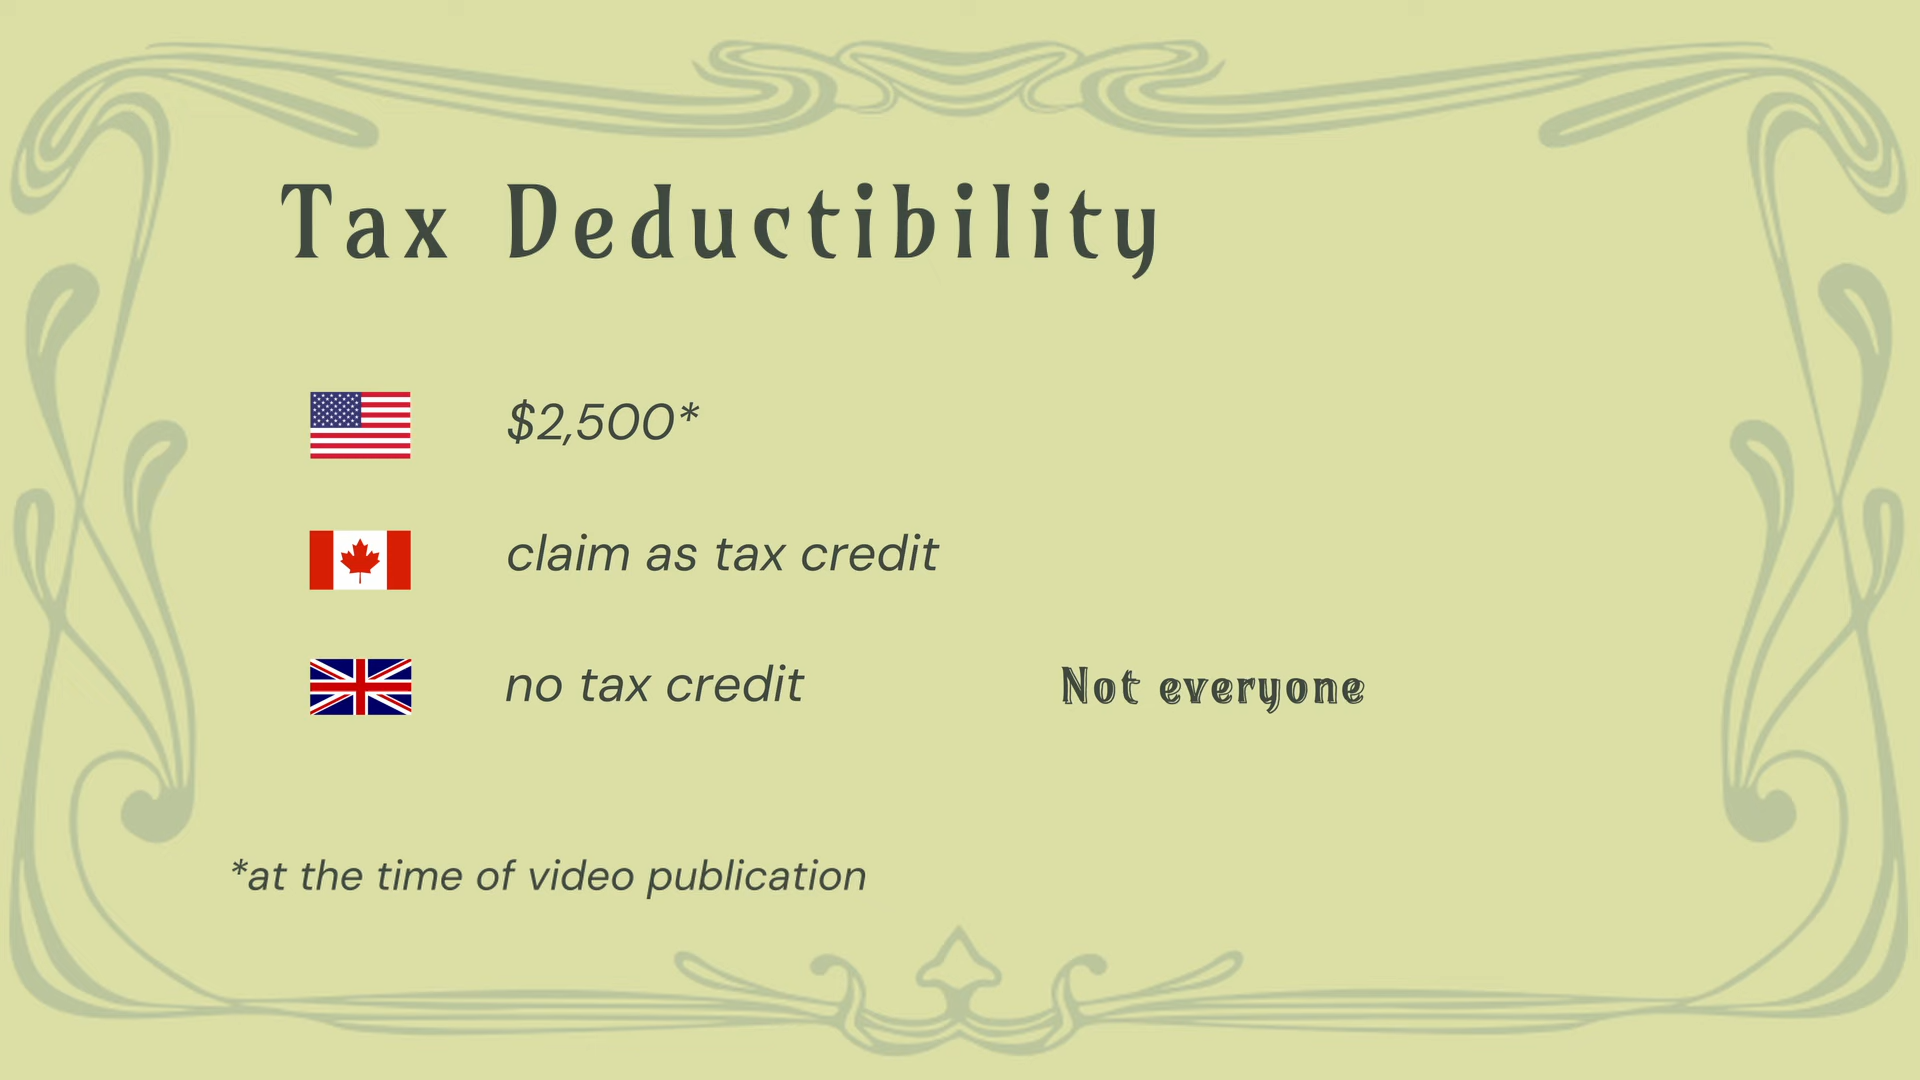 Tax Deductibility
$2,500*
claim as tax credit
no tax credit
Not everyone
*at the time of video publication